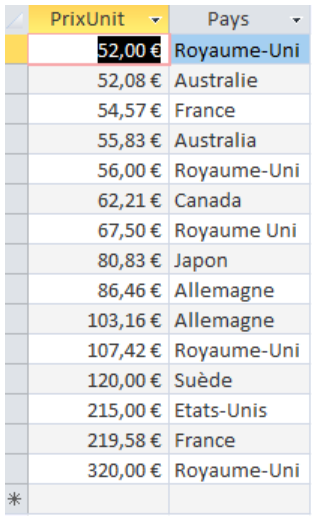 PrixUnit Pays
52,00 € Royaume-Uni
52,08 € Australie
54,57 € France
55,83 € Australia
56,00 € Royaume-Uni
62,21 € Canada
67,50 € Royaume Uni
80,83 € Japon
86,46 € Allemagne
103,16 € Allemagne
107,42 € Royaume-Uni
120,00 € Suède
215,00 € Etats-Unis
219,58 € France
320,00 € Royaume-Uni